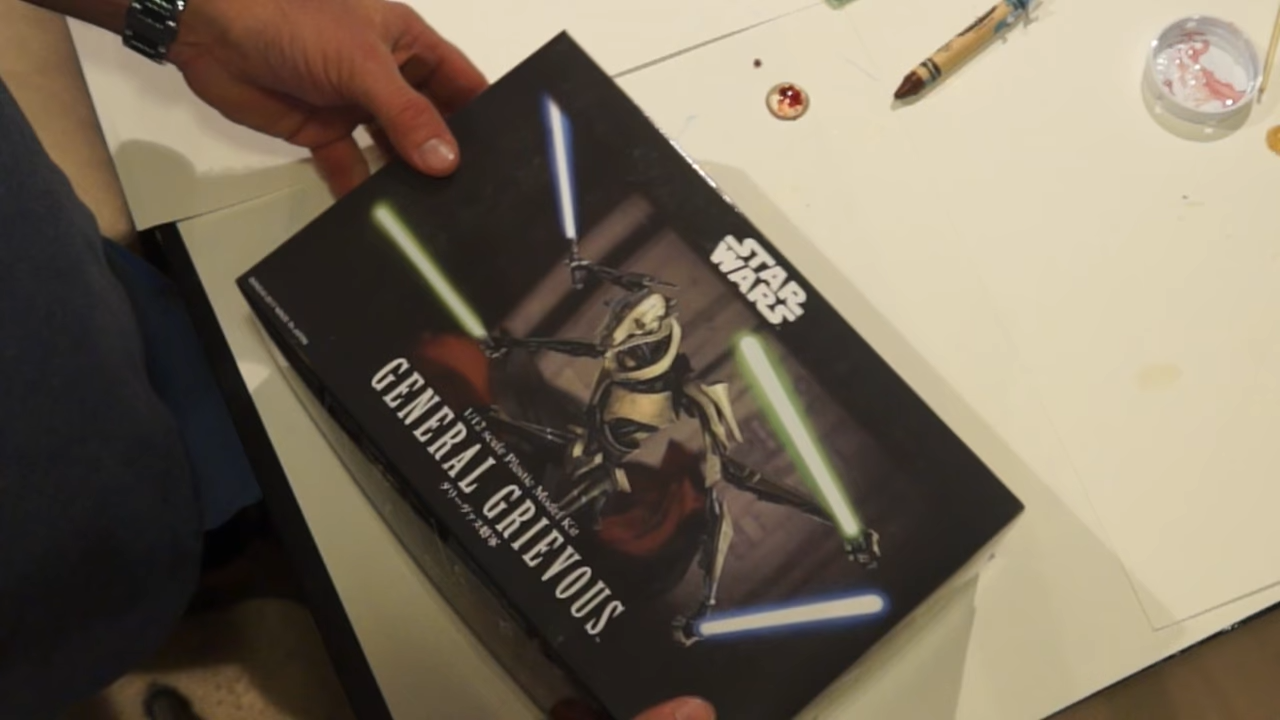 STAR
WARS
1/12 scale Plastic Model Kit
GENERAL GRIEVOUS
グリーヴァス将軍